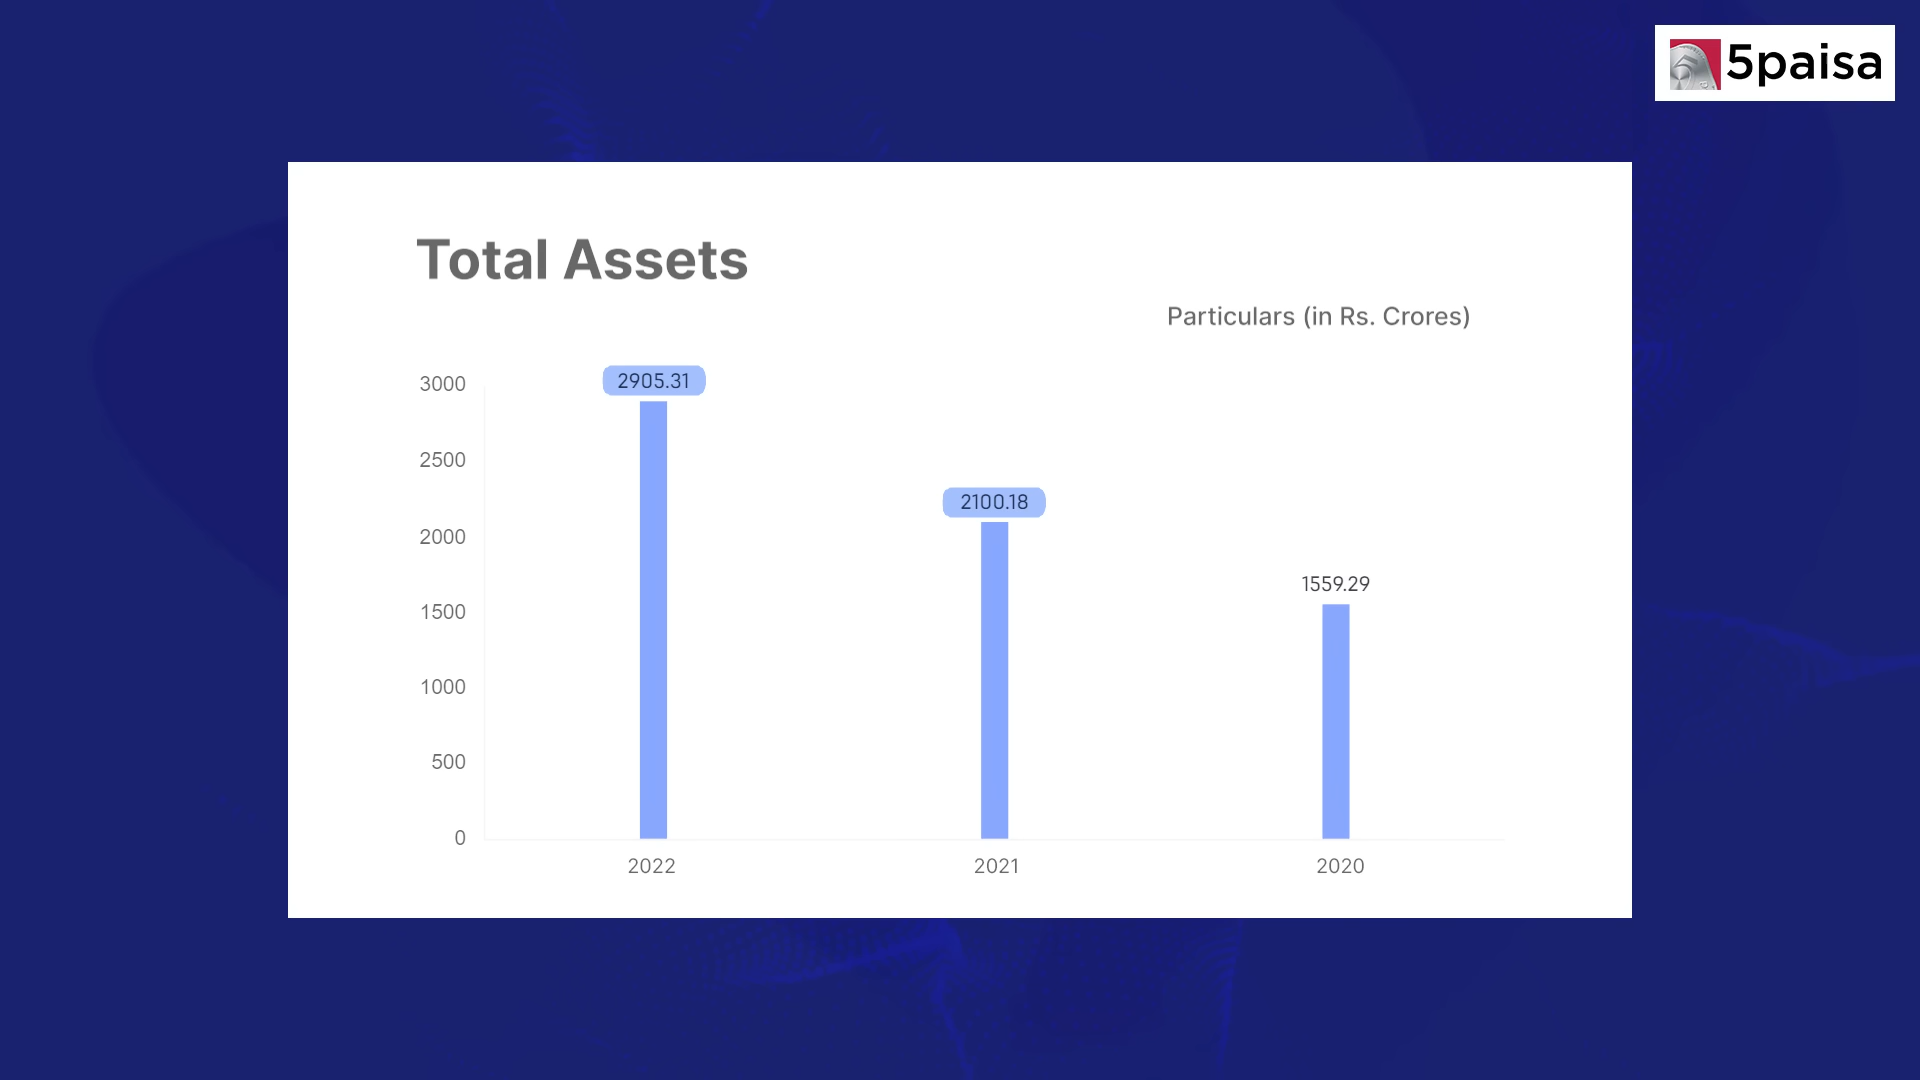 5paisa
Total Assets
Particulars (in Rs. Crores)
3000
2905.31
2500
2100.18
2000
1559.29
1500
1000
500
0
2022 2021 2020